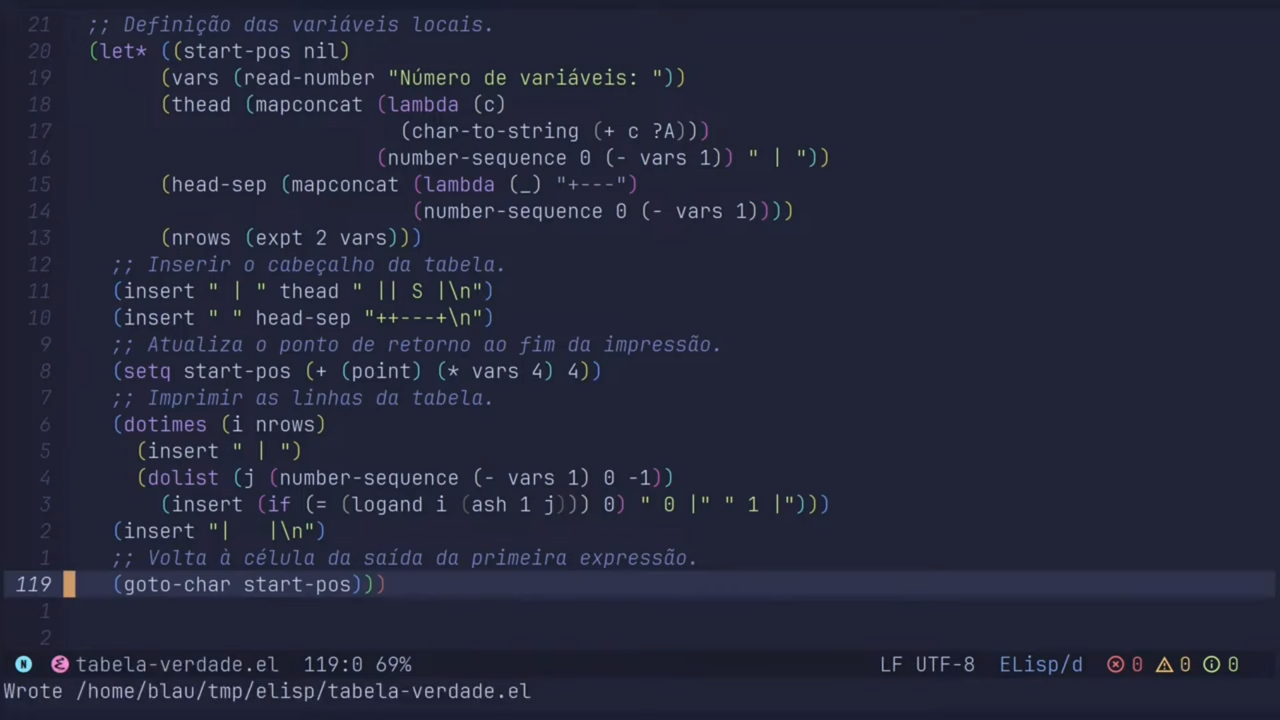 21 ;; Definição das variáveis locais.
20 (let* ((start-pos nil)
19 (vars (read-number "Número de variáveis: "))
18 (thead (mapconcat (lambda (c)
17 (char-to-string (+ c ?A)))
16 (number-sequence 0 (- vars 1)) " | "))
15 (head-sep (mapconcat (lambda (_) "+---")
14 (number-sequence 0 (- vars 1))))
13 (nrows (expt 2 vars)))
12 ;; Inserir o cabeçalho da tabela.
11 (insert " | " thead " || S |\n")
10 (insert " " head-sep "++---+\n")
9 ;; Atualiza o ponto de retorno ao fim da impressão.
8 (setq start-pos (+ (point) (* vars 4) 4))
7 ;; Imprimir as linhas da tabela.
6 (dotimes (i nrows)
5 (insert " | ")
4 (dolist (j (number-sequence (- vars 1) 0 -1))
3 (insert (if (= (logand i (ash 1 j))) 0) " 0 |" " 1 |")))
2 (insert "|   |\n")
1 ;; Volta à célula da saída da primeira expressão.
119 (goto-char start-pos)))
1
2
N tabela-verdade.el 119:0 69% LF UTF-8 ELisp/d 0 0 0
Wrote /home/blau/tmp/elisp/tabela-verdade.el